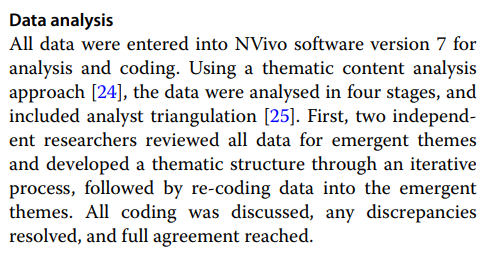 Data analysis
All data were entered into NVivo software version 7 for
analysis and coding. Using a thematic content analysis
approach [24], the data were analysed in four stages, and
included analyst triangulation [25]. First, two independ-
ent researchers reviewed all data for emergent themes
and developed a thematic structure through an iterative
process, followed by re-coding data into the emergent
themes. All coding was discussed, any discrepancies
resolved, and full agreement reached.